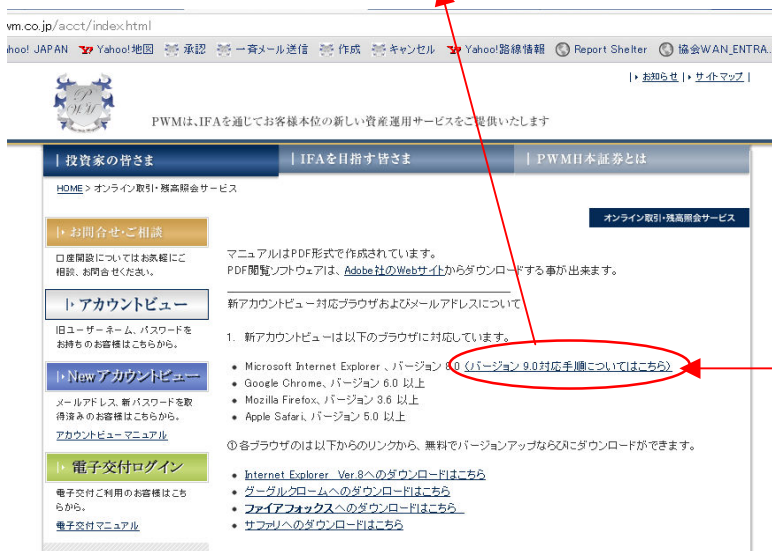 wm.co.jp/acct/index.html
ahoo! JAPAN Yahoo!地図 承認 一斉メール送信 作成 キャンセル Yahoo!路線情報 Report Shelter 協会WAN_ENTRA..
|お知らせ|サイトマップ|
PWM
PWMは、IFAを通じてお客様本位の新しい資産運用サービスをご提供いたします
|投資家の皆さま |IFAを目指す皆さま |PWM日本証券とは
HOME > オンライン取引・残高照会サービス
オンライン取引・残高照会サービス
お問合せ・ご相談
口座開設についてはお気軽にご
相談、お問合せください。
アカウントビュー
旧ユーザーネーム、パスワードを
お持ちのお客様はこちらから。
Newアカウントビュー
メールアドレス、新パスワードを取
得済みのお客様はこちらから。
アカウントビューマニュアル
電子交付ログイン
電子交付ご利用のお客様はこち
らから。
電子交付マニュアル
マニュアルはPDF形式で作成されています。
PDF閲覧ソフトウェアは、Adobe社のWebサイトからダウンロードする事が出来ます。
新アカウントビュー対応ブラウザおよびメールアドレスについて
1. 新アカウントビューは以下のブラウザに対応しています。
• Microsoft Internet Explorer 、バージョン 8.0 (バージョン 9.0対応手順についてはこちら)
• Google Chrome、バージョン 6.0 以上
• Mozilla Firefox、バージョン 3.6 以上
• Apple Safari、バージョン 5.0 以上
①各ブラウザのは以下からのリンクから、無料でバージョンアップならびにダウンロードができます。
• Internet Explorer Ver.8へのダウンロードはこちら
• グーグルクロームへのダウンロードはこちら
• ファイアフォックスへのダウンロードはこちら
• サファリへのダウンロードはこちら